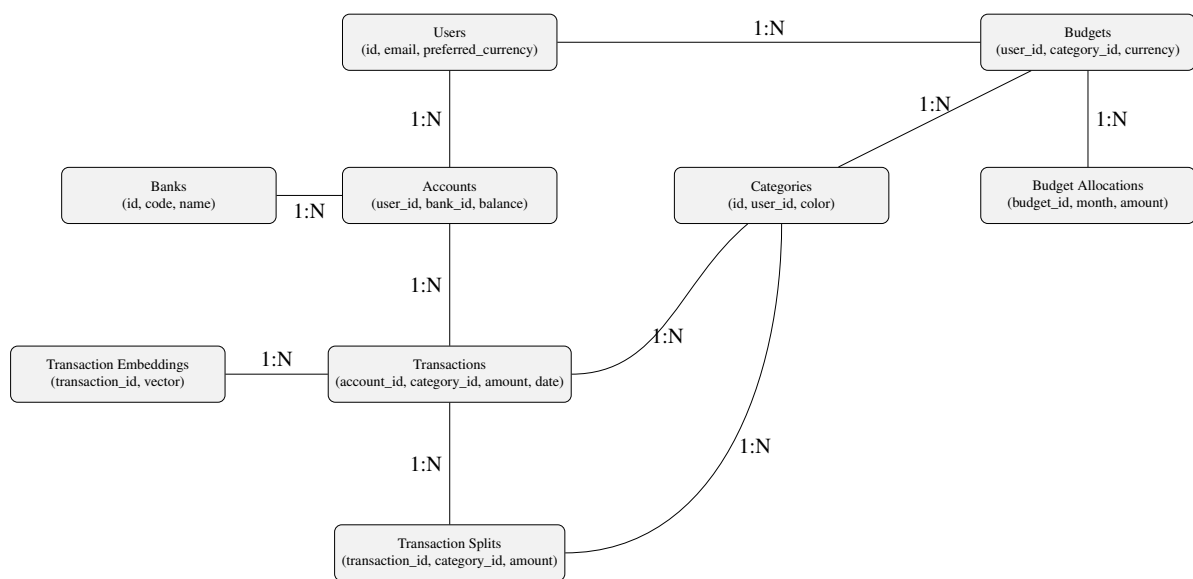 Users
(id, email, preferred_currency)
1:N
Budgets
(user_id, category_id, currency)
1:N
1:N
1:N
Banks
(id, code, name)
1:N
Accounts
(user_id, bank_id, balance)
Categories
(id, user_id, color)
Budget Allocations
(budget_id, month, amount)
1:N
1:N
Transaction Embeddings
(transaction_id, vector)
1:N
Transactions
(account_id, category_id, amount, date)
1:N
1:N
Transaction Splits
(transaction_id, category_id, amount)